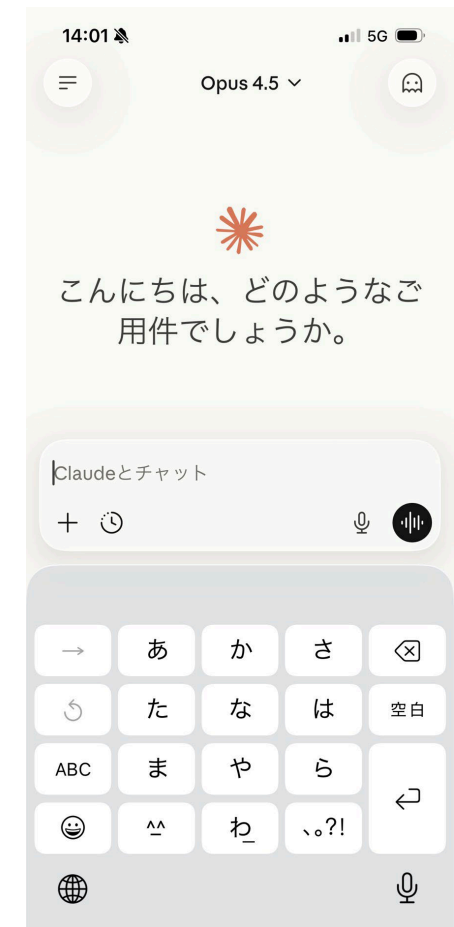 14:01
5G
Opus 4.5
こんにちは、どのようなご
用件でしょうか。
Claudeとチャット
→ あ か さ
た な は 空白
ABC ま や ら
^^ わ_ 、。?!